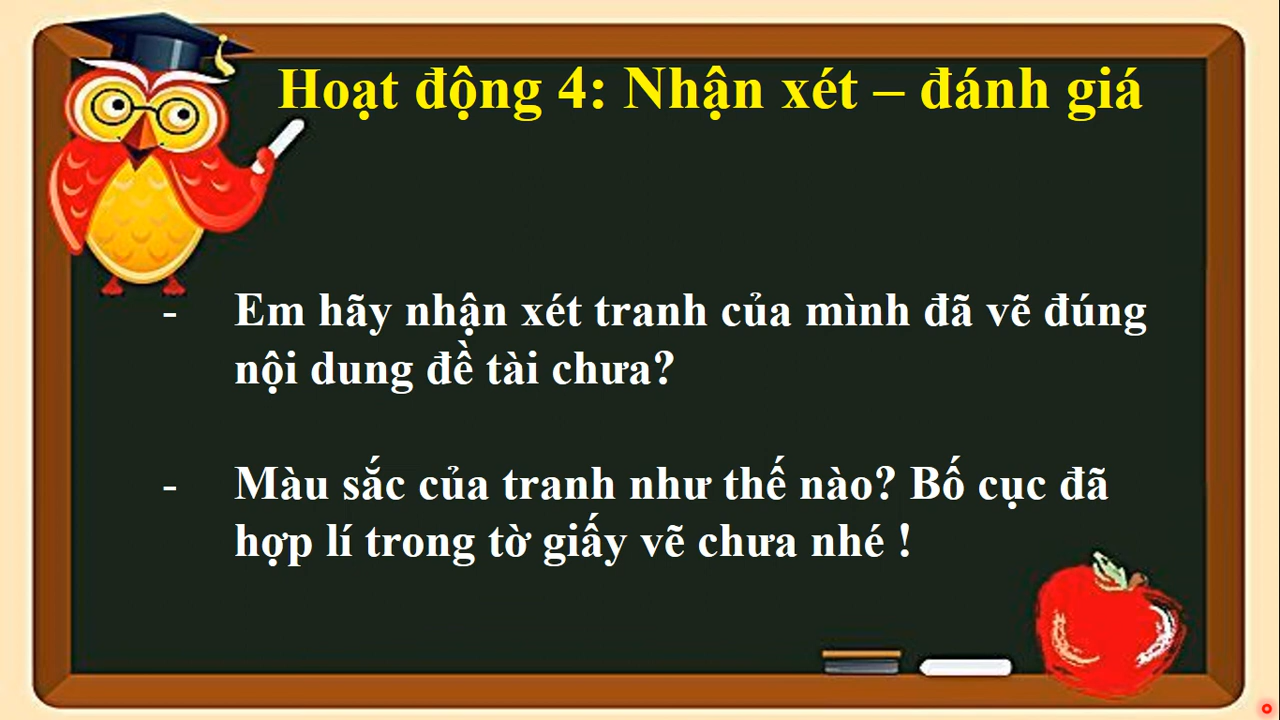 Hoạt động 4: Nhận xét – đánh giá
- Em hãy nhận xét tranh của mình đã vẽ đúng
nội dung đề tài chưa?
- Màu sắc của tranh như thế nào? Bố cục đã
hợp lí trong tờ giấy vẽ chưa nhé !